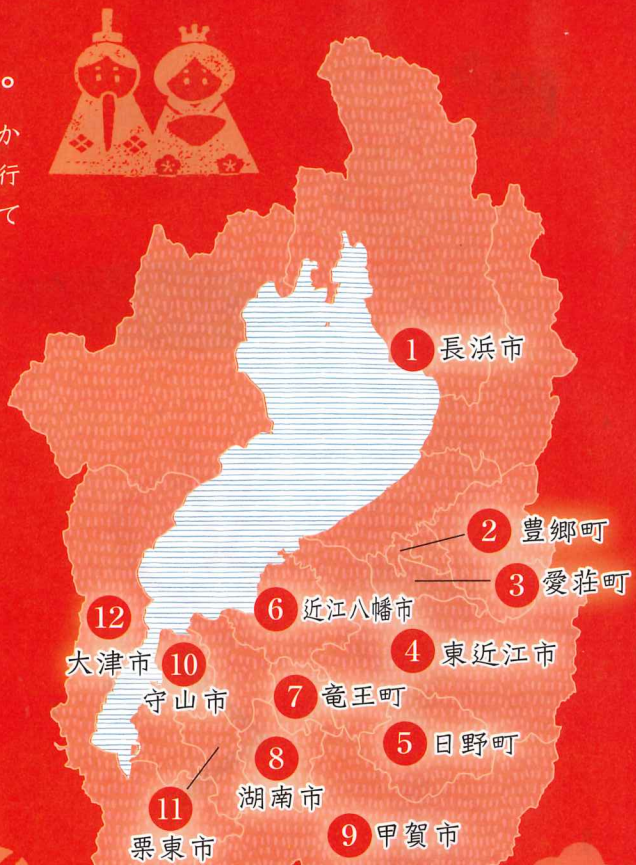 。
か
行
て
1 長浜市
2 豊郷町
3 愛荘町
4 東近江市
5 日野町
6 近江八幡市
7 竜王町
8 湖南市
9 甲賀市
10 守山市
11 栗東市
12 大津市